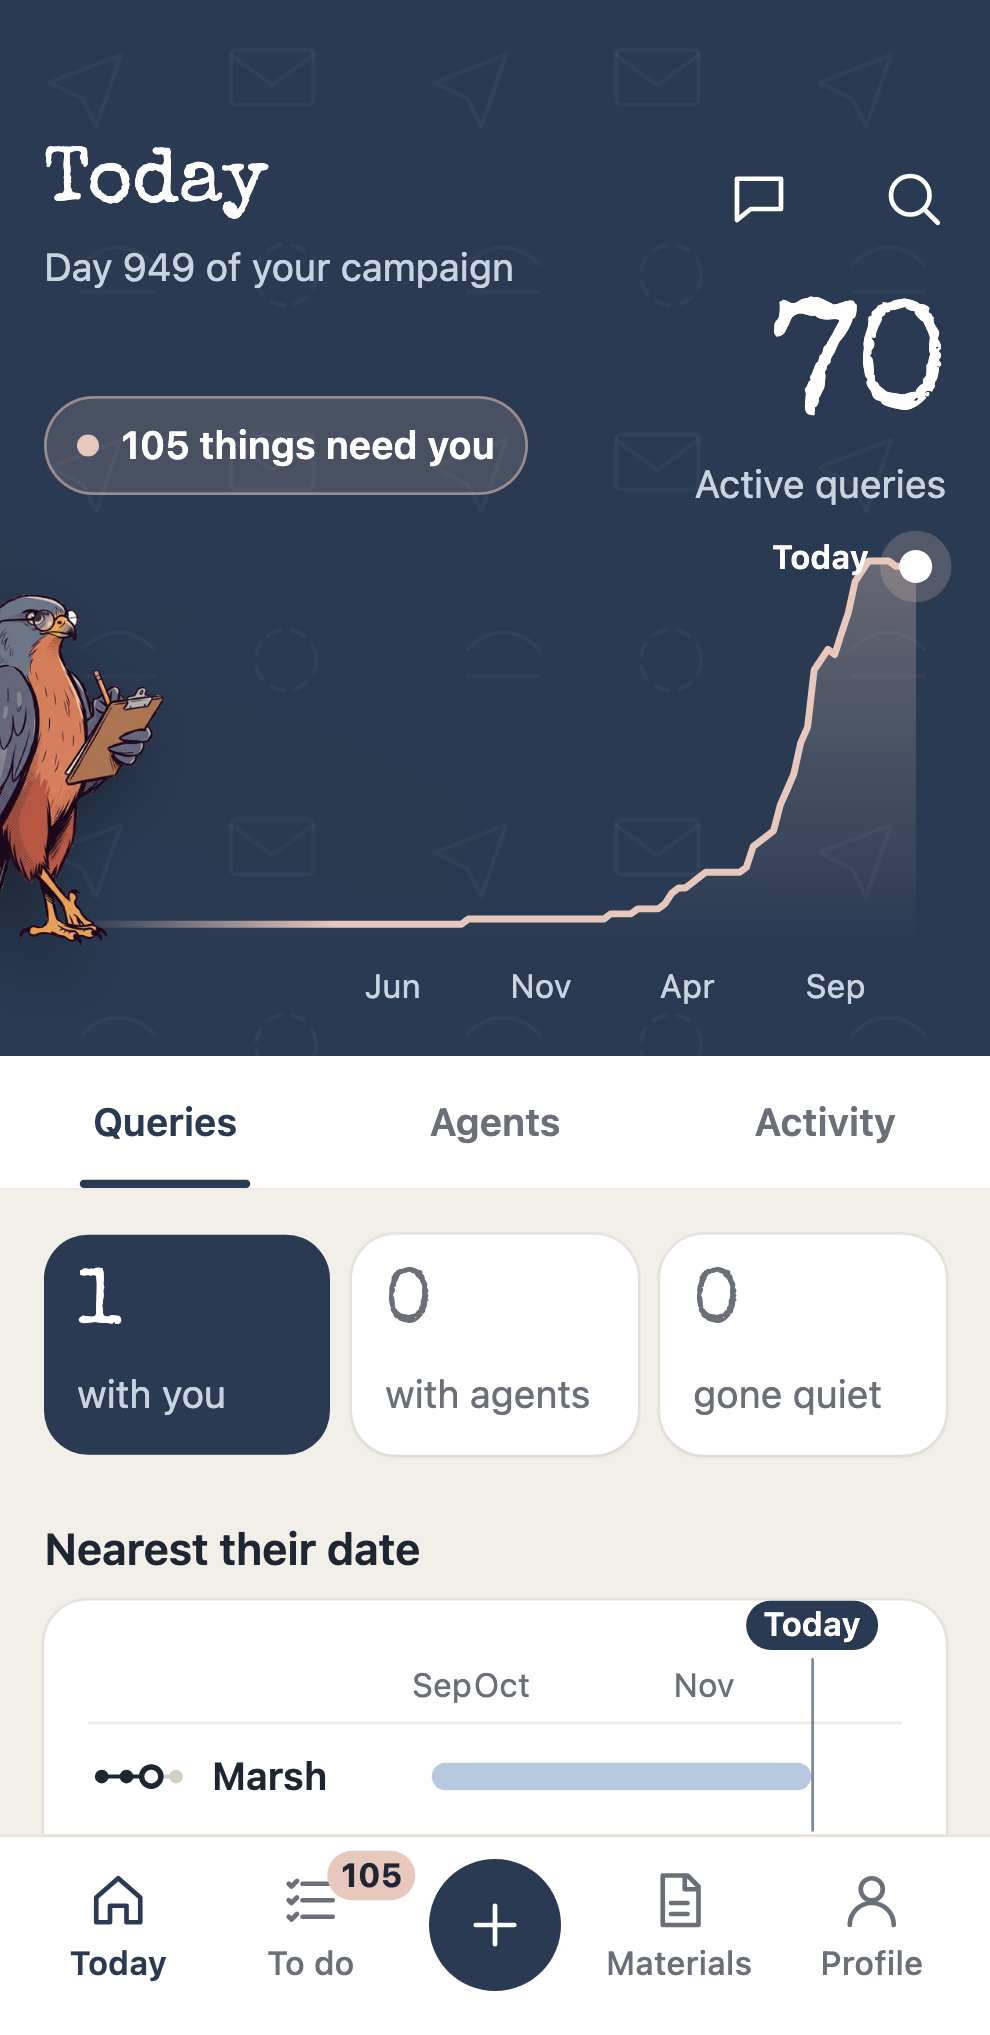 Today
Day 949 of your campaign
70
105 things need you
Active queries
Today
Jun Nov Apr Sep
Queries Agents Activity
1 0 0
with you with agents gone quiet
Nearest their date
Today
Sep Oct Nov
Marsh
105
Today To do Materials Profile